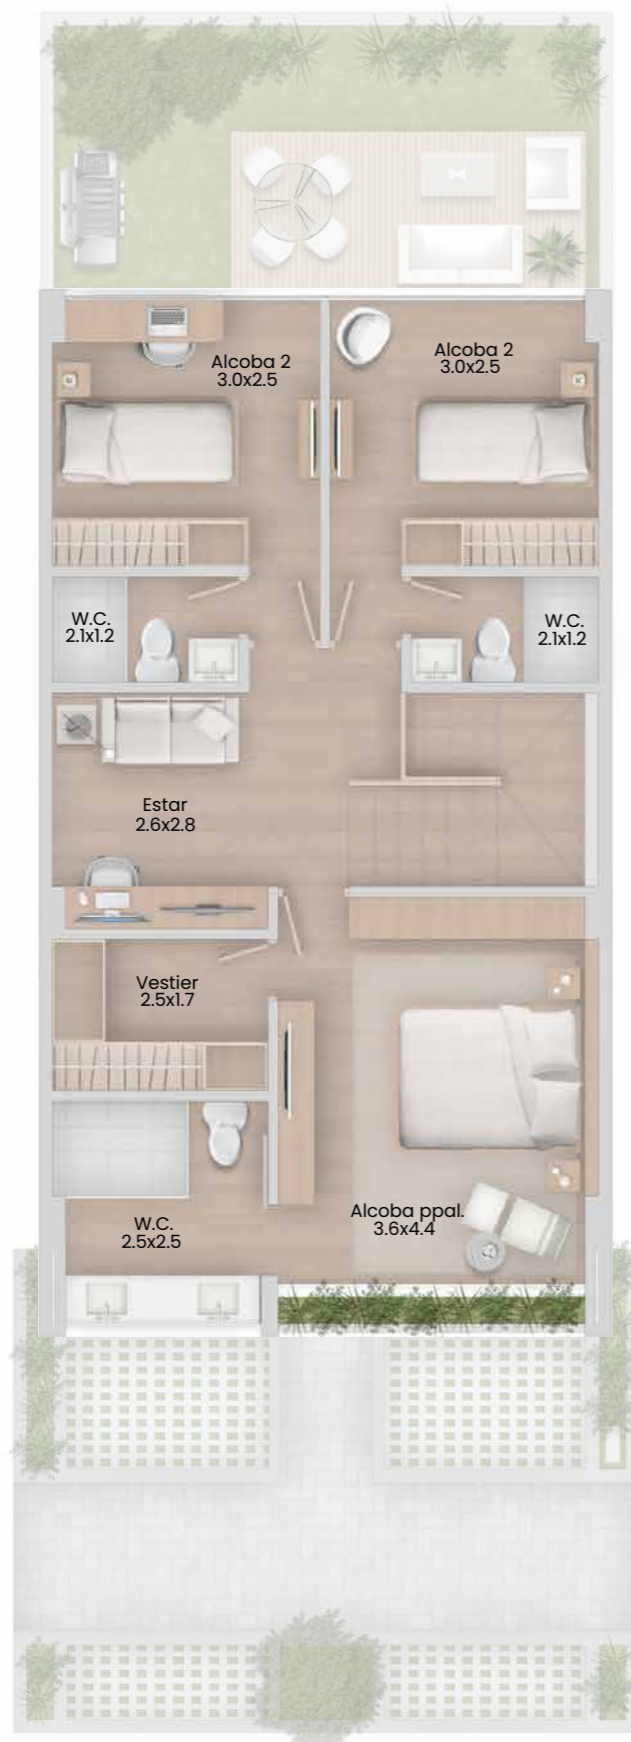 Alcoba 2
3.0x2.5
Alcoba 2
3.0x2.5
W.C.
2.1x1.2
W.C.
2.1x1.2
Estar
2.6x2.8
Vestier
2.5x1.7
Alcoba ppal.
3.6x4.4
W.C.
2.5x2.5